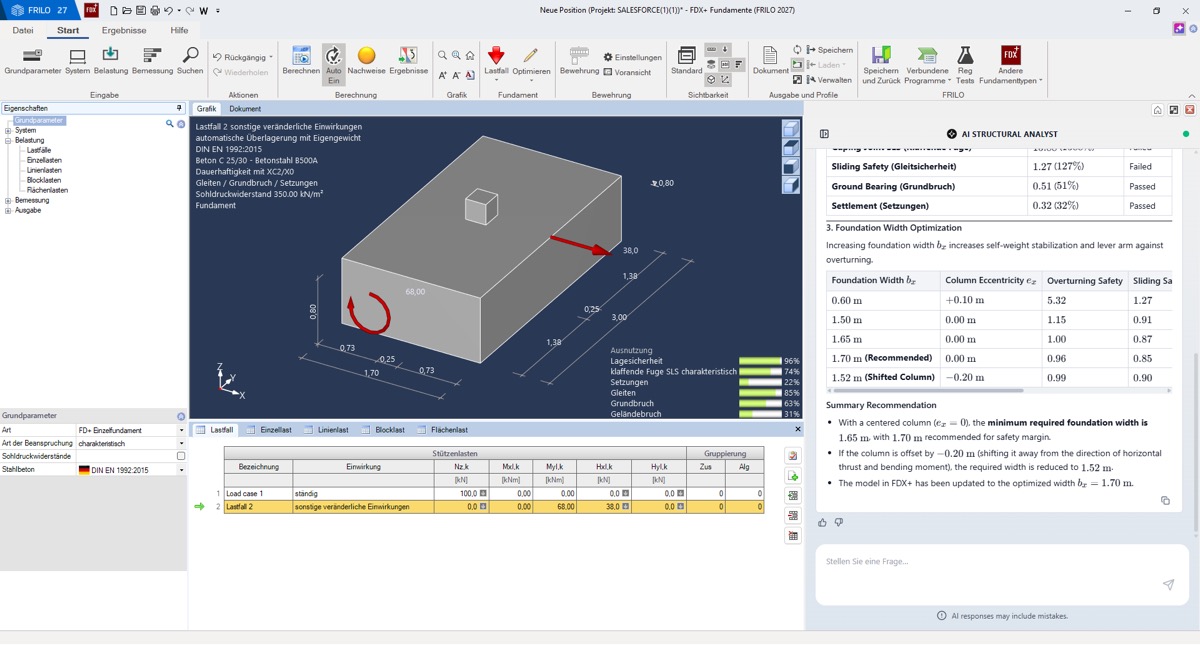 FRILO 27
FDX+
W
Neue Position (Projekt: SALESFORCE(1)(1))* - FDX+ Fundamente (FRILO 2027)
Datei
Start
Ergebnisse
Hilfe
Grundparameter
System
Belastung
Bemessung
Suchen
Eingabe
Rückgängig
Wiederholen
Aktionen
Berechnen
Auto Ein
Nachweise
Ergebnisse
Berechnung
Grafik
Lastfall
Optimieren
Fundament
Bewehrung
Einstellungen
Voransicht
Bewehrung
Standard
Sichtbarkeit
Dokument
Speichern
Laden
Verwalten
Ausgabe und Profile
Speichern und Zurück
Verbundene Programme
Reg Tests
Andere Fundamenttypen
FRILO
Eigenschaften
Grundparameter
System
Belastung
Lastfälle
Einzellasten
Linienlasten
Blocklasten
Flächenlasten
Bemessung
Ausgabe
Grafik
Dokument
Lastfall 2 sonstige veränderliche Einwirkungen
automatische Überlagerung mit Eigengewicht
DIN EN 1992:2015
Beton C 25/30 - Betonstahl B500A
Dauerhaftigkeit mit XC2/X0
Gleiten / Grundbruch / Setzungen
Sohldruckwiderstand 350.00 kN/m²
Fundament
0,80
38,0
1,38
68,00
0,25
3,00
0,80
1,38
0,73
0,25
0,73
1,70
Z
Y
X
Ausnutzung
Lagesicherheit 96%
klaffende Fuge SLS charakteristisch 74%
Setzungen 22%
Gleiten 85%
Grundbruch 63%
Geländebruch 31%
Grundparameter
Art FD+ Einzelfundament
Art der Beanspruchung charakteristisch
Sohldruckwiderstände
Stahlbeton DIN EN 1992:2015
Lastfall
Einzellast
Linienlast
Blocklast
Flächenlast
Stützenlasten Gruppierung
Bezeichnung Einwirkung Nz,k Mxl,k Myl,k Hxl,k Hyl,k Zus Alg
[kN] [kNm] [kNm] [kN] [kN]
1 Load case 1 ständig 100,0 0,00 0,00 0,0 0,0 0 0
2 Lastfall 2 sonstige veränderliche Einwirkungen 0,0 0,00 68,00 38,0 0,0 0 0
AI STRUCTURAL ANALYST
Sliding Safety (Gleitsicherheit) 1.27 (127%) Failed
Ground Bearing (Grundbruch) 0.51 (51%) Passed
Settlement (Setzungen) 0.32 (32%) Passed
3. Foundation Width Optimization
Increasing foundation width bx increases self-weight stabilization and lever arm against
overturning.
Foundation Width bx Column Eccentricity ex Overturning Safety Sliding Sa
0.60 m +0.10 m 5.32 1.27
1.50 m 0.00 m 1.15 0.91
1.65 m 0.00 m 1.00 0.87
1.70 m (Recommended) 0.00 m 0.96 0.85
1.52 m (Shifted Column) −0.20 m 0.99 0.90
Summary Recommendation
• With a centered column (ex = 0), the minimum required foundation width is
1.65 m, with 1.70 m recommended for safety margin.
• If the column is offset by −0.20 m (shifting it away from the direction of horizontal
thrust and bending moment), the required width is reduced to 1.52 m.
• The model in FDX+ has been updated to the optimized width bx = 1.70 m.
Stellen Sie eine Frage...
AI responses may include mistakes.